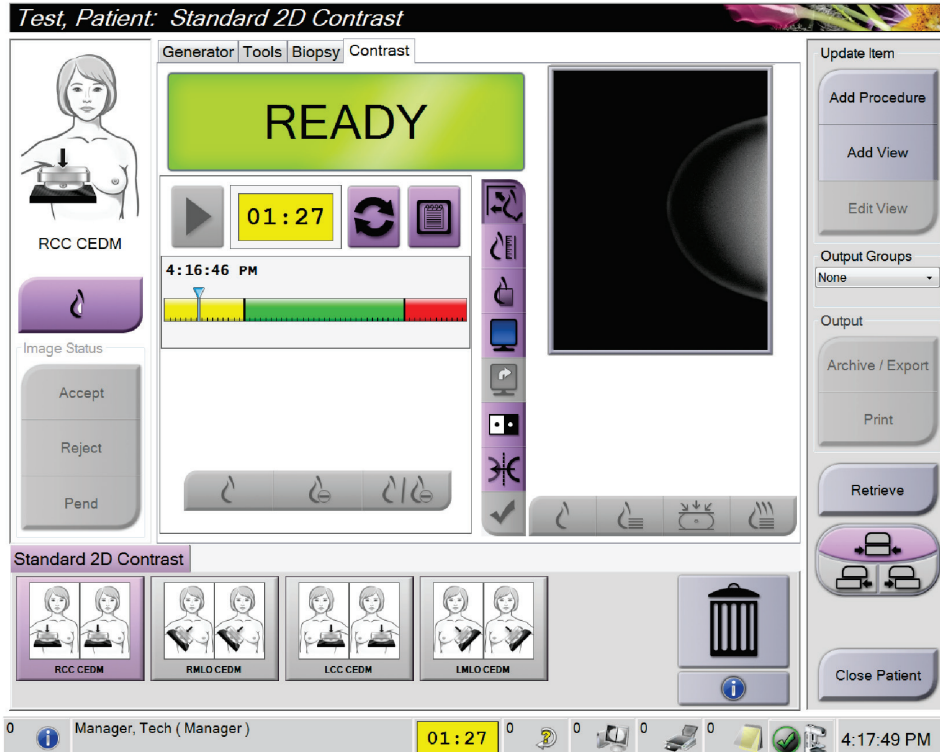 Test, Patient: Standard 2D Contrast
Generator Tools Biopsy Contrast
READY
01:27
4:16:46 PM
RCC CEDM
Image Status
Accept
Reject
Pend
Update Item
Add Procedure
Add View
Edit View
Output Groups
None
Output
Archive / Export
Print
Retrieve
Close Patient
Standard 2D Contrast
RCC CEDM
RMLO CEDM
LCC CEDM
LMLO CEDM
0 Manager, Tech ( Manager ) 01:27 0 0 0 0 4:17:49 PM